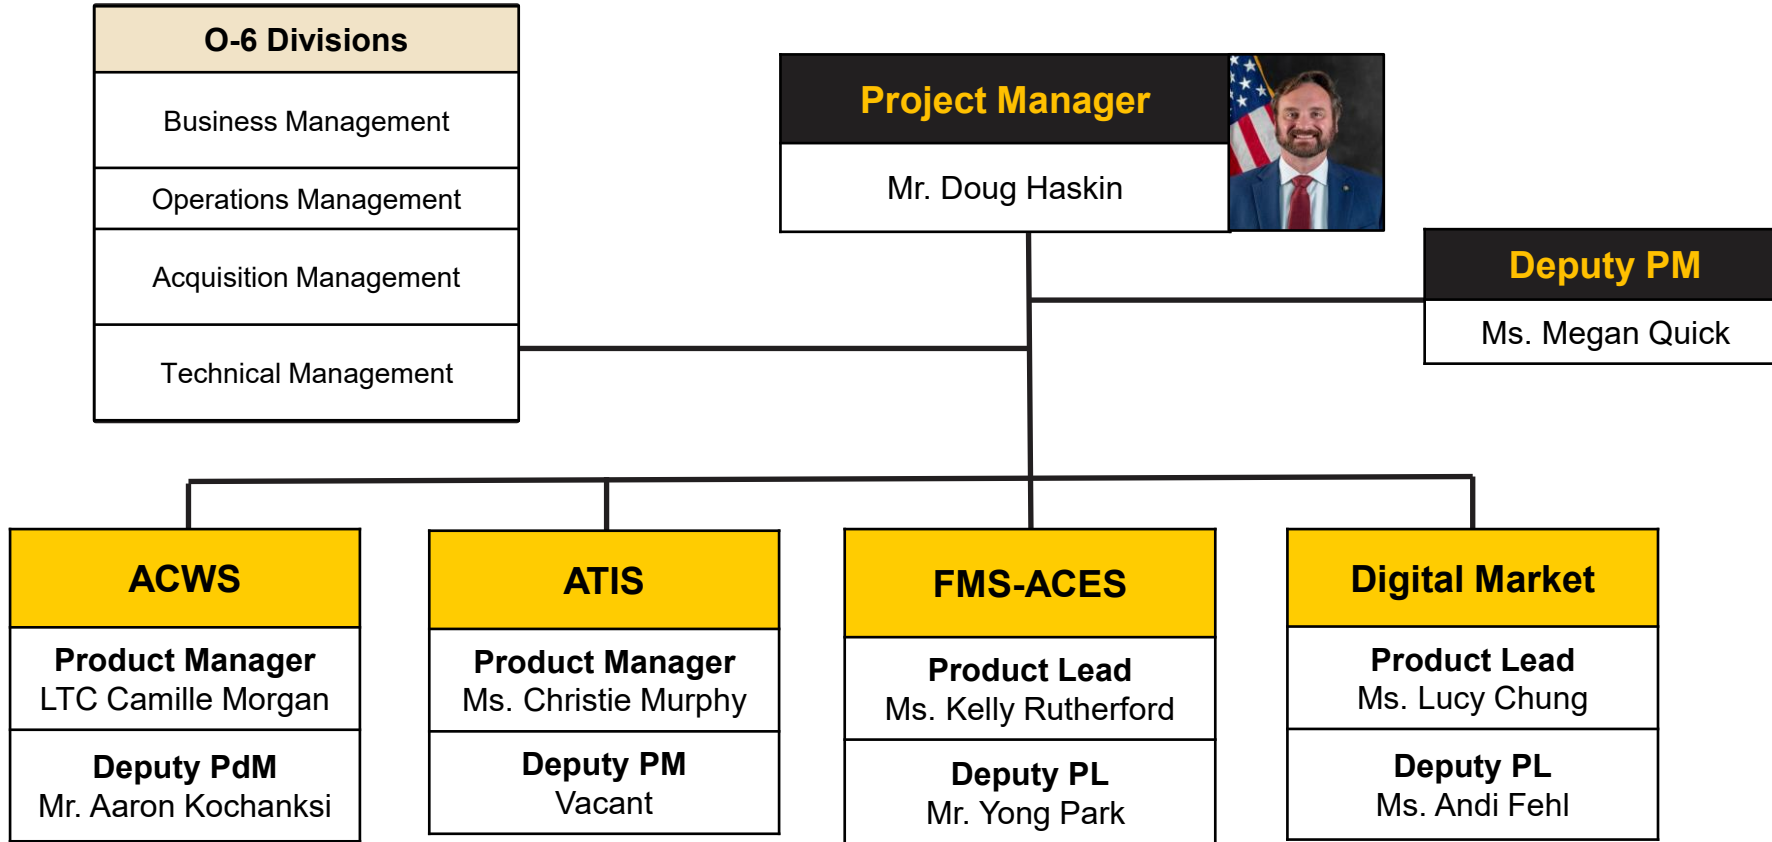 O-6 Divisions
Business Management
Operations Management
Acquisition Management
Technical Management
Project Manager
Mr. Doug Haskin
Deputy PM
Ms. Megan Quick
ACWS
Product Manager
LTC Camille Morgan
Deputy PdM
Mr. Aaron Kochanksi
ATIS
Product Manager
Ms. Christie Murphy
Deputy PM
Vacant
FMS-ACES
Product Lead
Ms. Kelly Rutherford
Deputy PL
Mr. Yong Park
Digital Market
Product Lead
Ms. Lucy Chung
Deputy PL
Ms. Andi Fehl